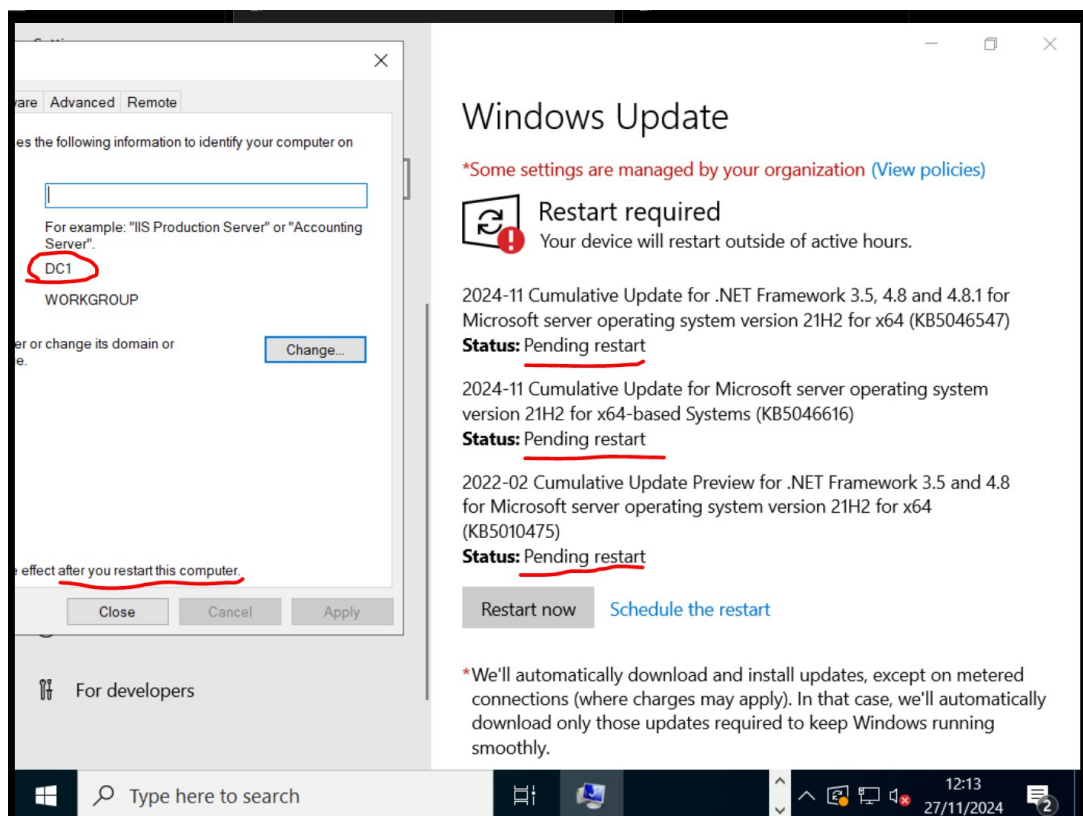 Windows Update
*Some settings are managed by your organization (View policies)
Restart required
Your device will restart outside of active hours.
2024-11 Cumulative Update for .NET Framework 3.5, 4.8 and 4.8.1 for
Microsoft server operating system version 21H2 for x64 (KB5046547)
Status: Pending restart
2024-11 Cumulative Update for Microsoft server operating system
version 21H2 for x64-based Systems (KB5046616)
Status: Pending restart
2022-02 Cumulative Update Preview for .NET Framework 3.5 and 4.8
for Microsoft server operating system version 21H2 for x64
(KB5010475)
Status: Pending restart
Restart now Schedule the restart
*We'll automatically download and install updates, except on metered
connections (where charges may apply). In that case, we'll automatically
download only those updates required to keep Windows running
smoothly.
Advanced Remote
the following information to identify your computer on
For example: "IIS Production Server" or "Accounting
Server".
DC1
WORKGROUP
or change its domain or
Change...
effect after you restart this computer.
Close Cancel Apply
For developers
Type here to search
12:13
27/11/2024
2